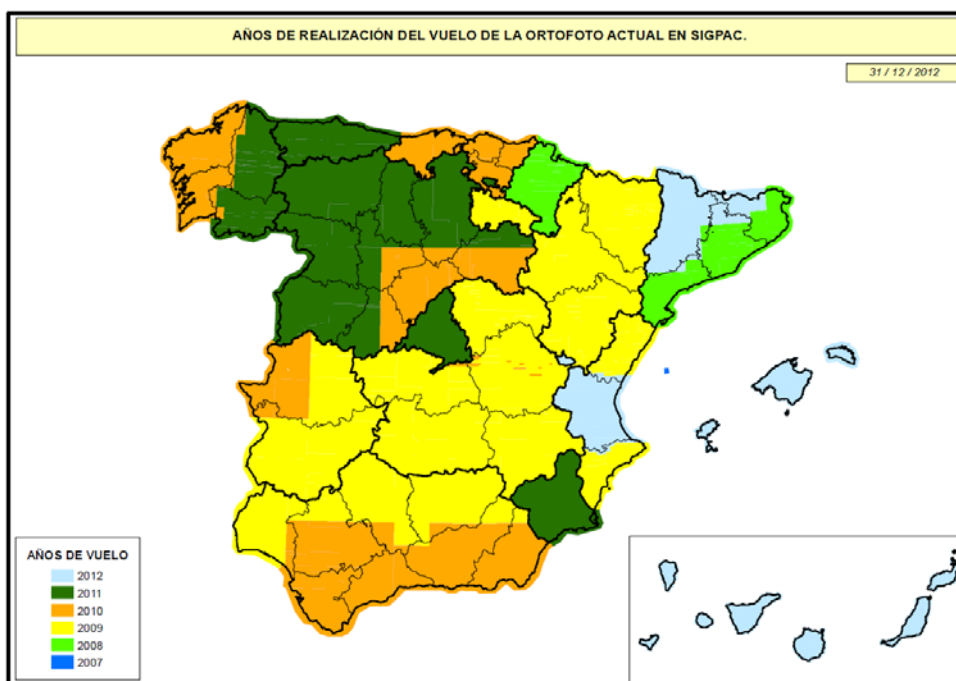 AÑOS DE REALIZACIÓN DEL VUELO DE LA ORTOFOTO ACTUAL EN SIGPAC.
31 / 12 / 2012
AÑOS DE VUELO
2012
2011
2010
2009
2008
2007